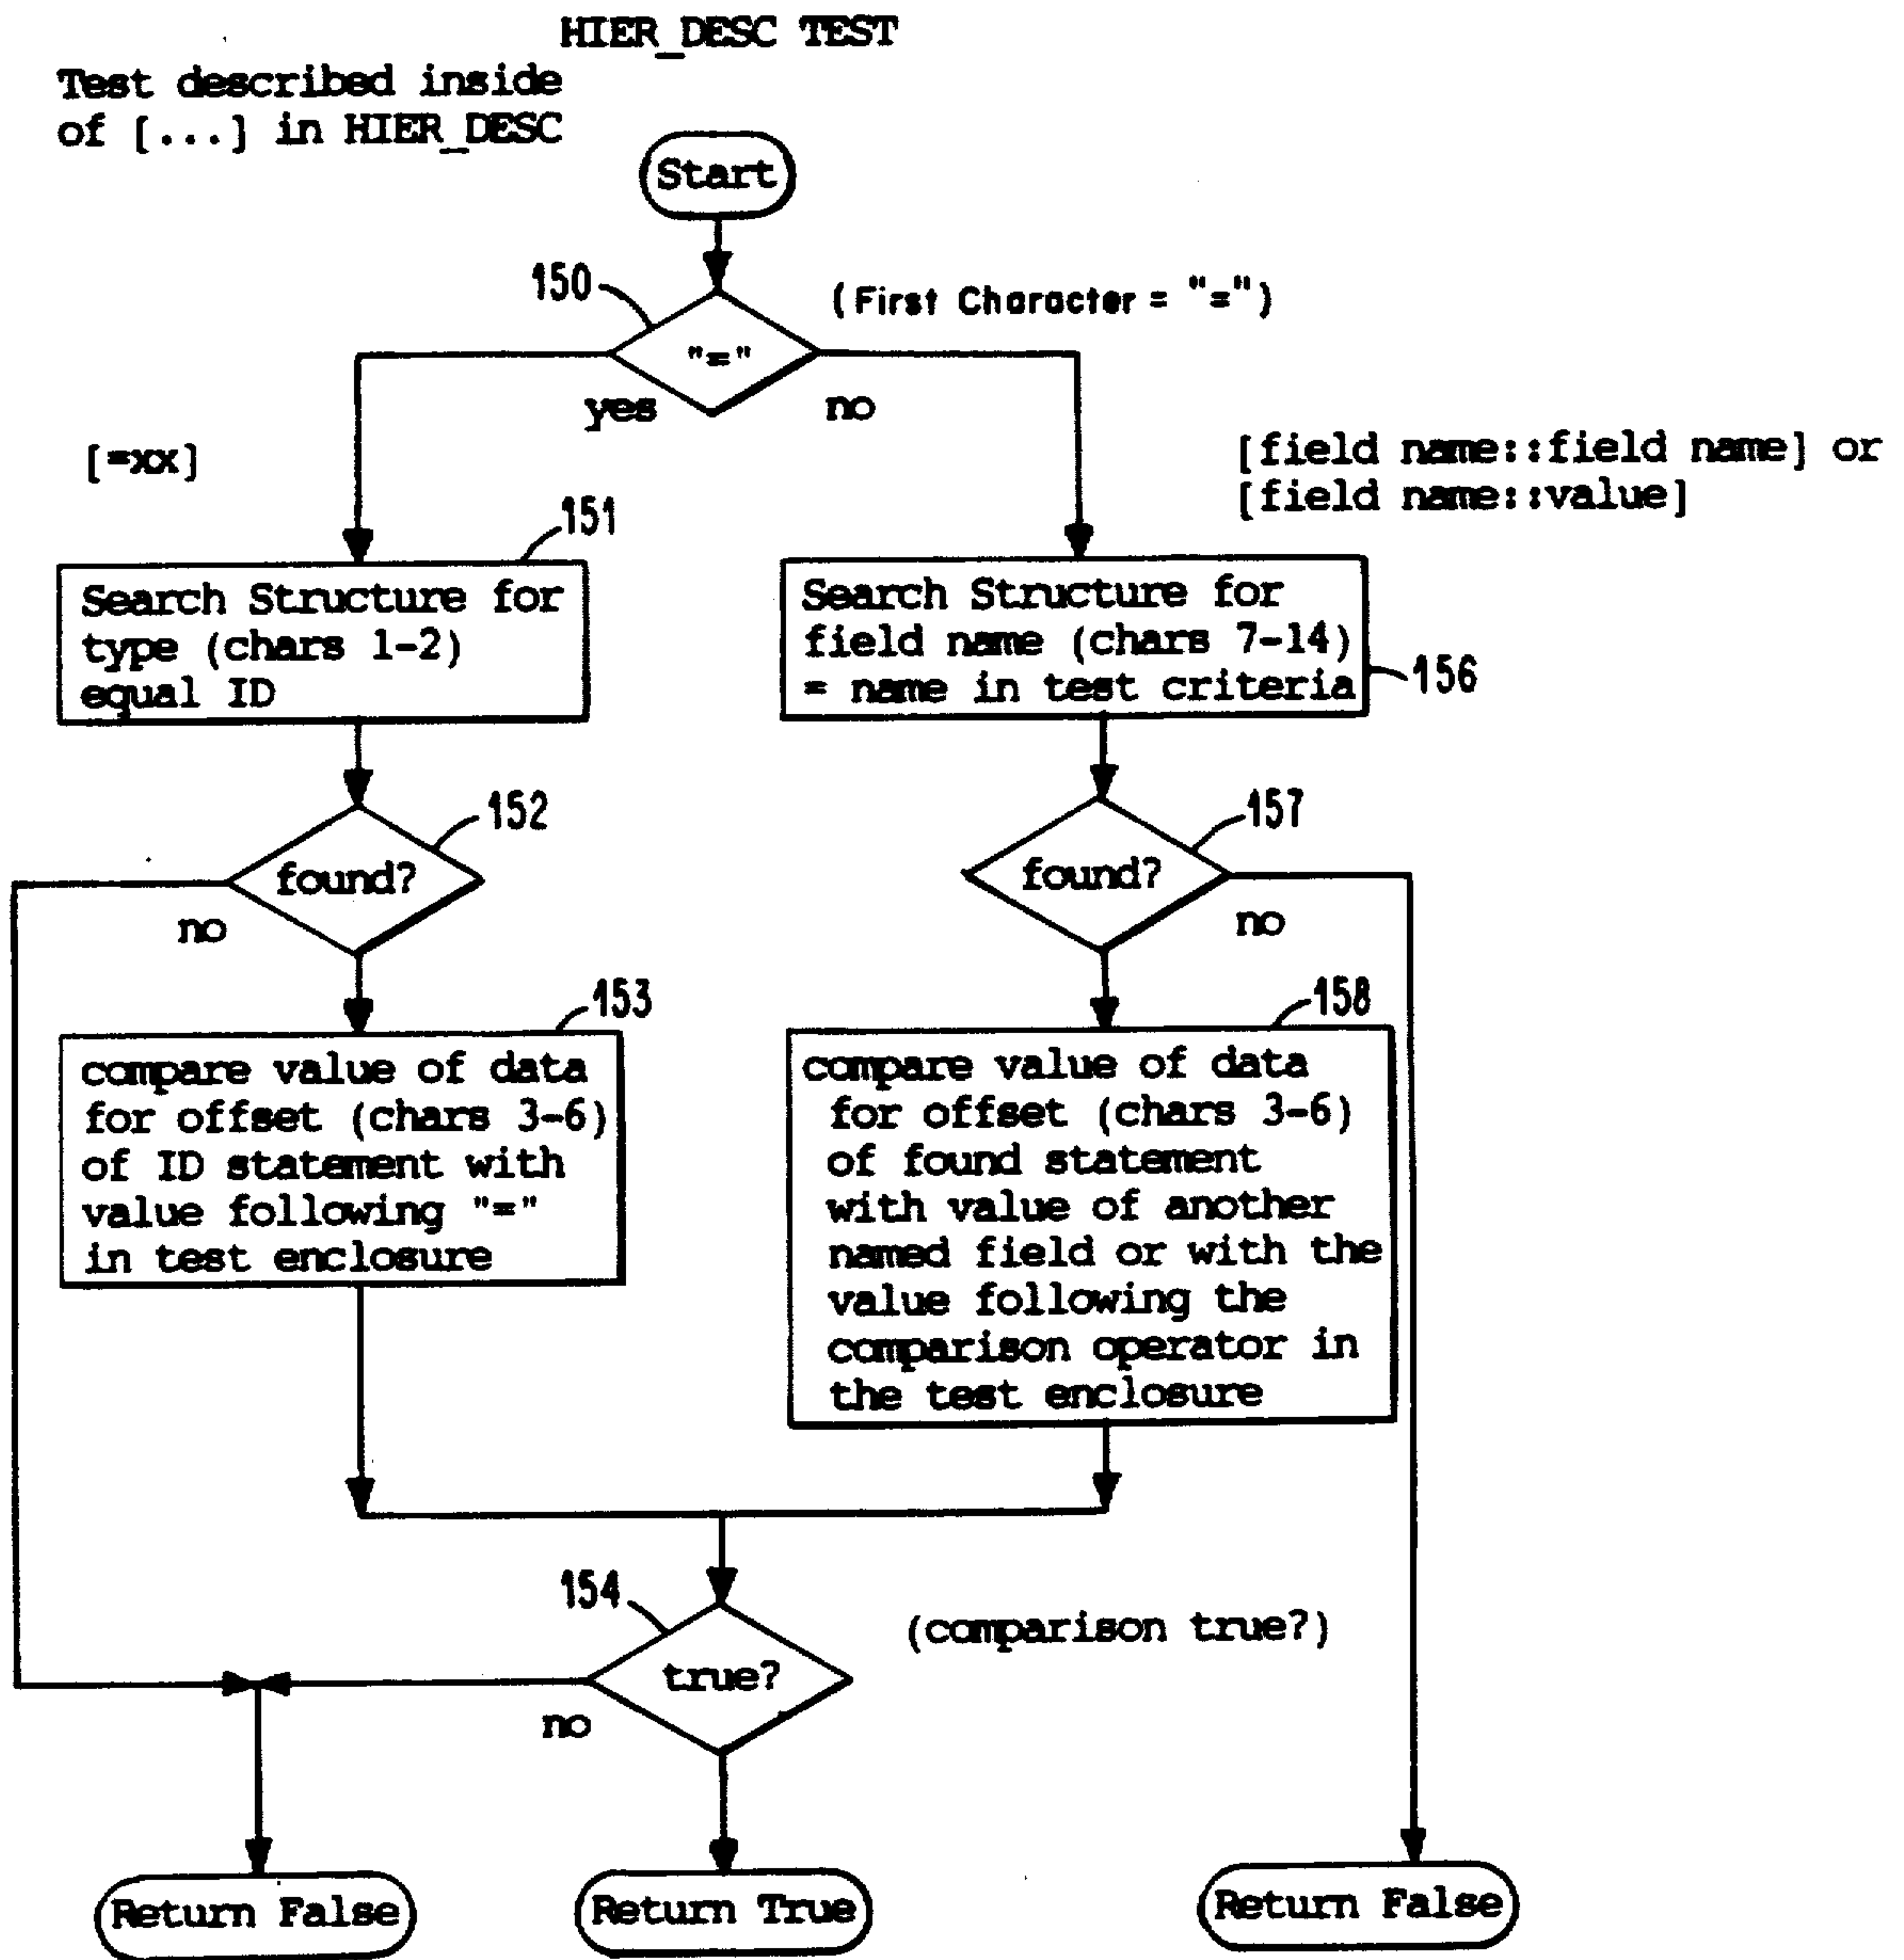 HIER_DESC TEST
Test described inside
of [...] in HIER_DESC
Start
150
(First Character = "=")
"="
yes
no
[=xx]
[field name::field name] or
[field name::value]
151
Search Structure for
type (chars 1-2)
equal ID
Search Structure for
field name (chars 7-14)
= name in test criteria
156
152
found?
no
157
found?
no
153
compare value of data
for offset (chars 3-6)
of ID statement with
value following "="
in test enclosure
158
compare value of data
for offset (chars 3-6)
of found statement
with value of another
named field or with the
value following the
comparison operator in
the test enclosure
154
(comparison true?)
true?
no
Return False
Return True
Return False